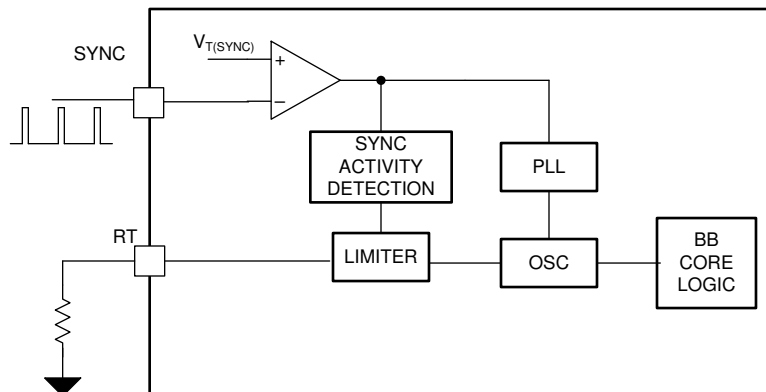 SYNC
V_T(SYNC)
+
−
SYNC
ACTIVITY
DETECTION
PLL
RT
LIMITER
OSC
BB
CORE
LOGIC